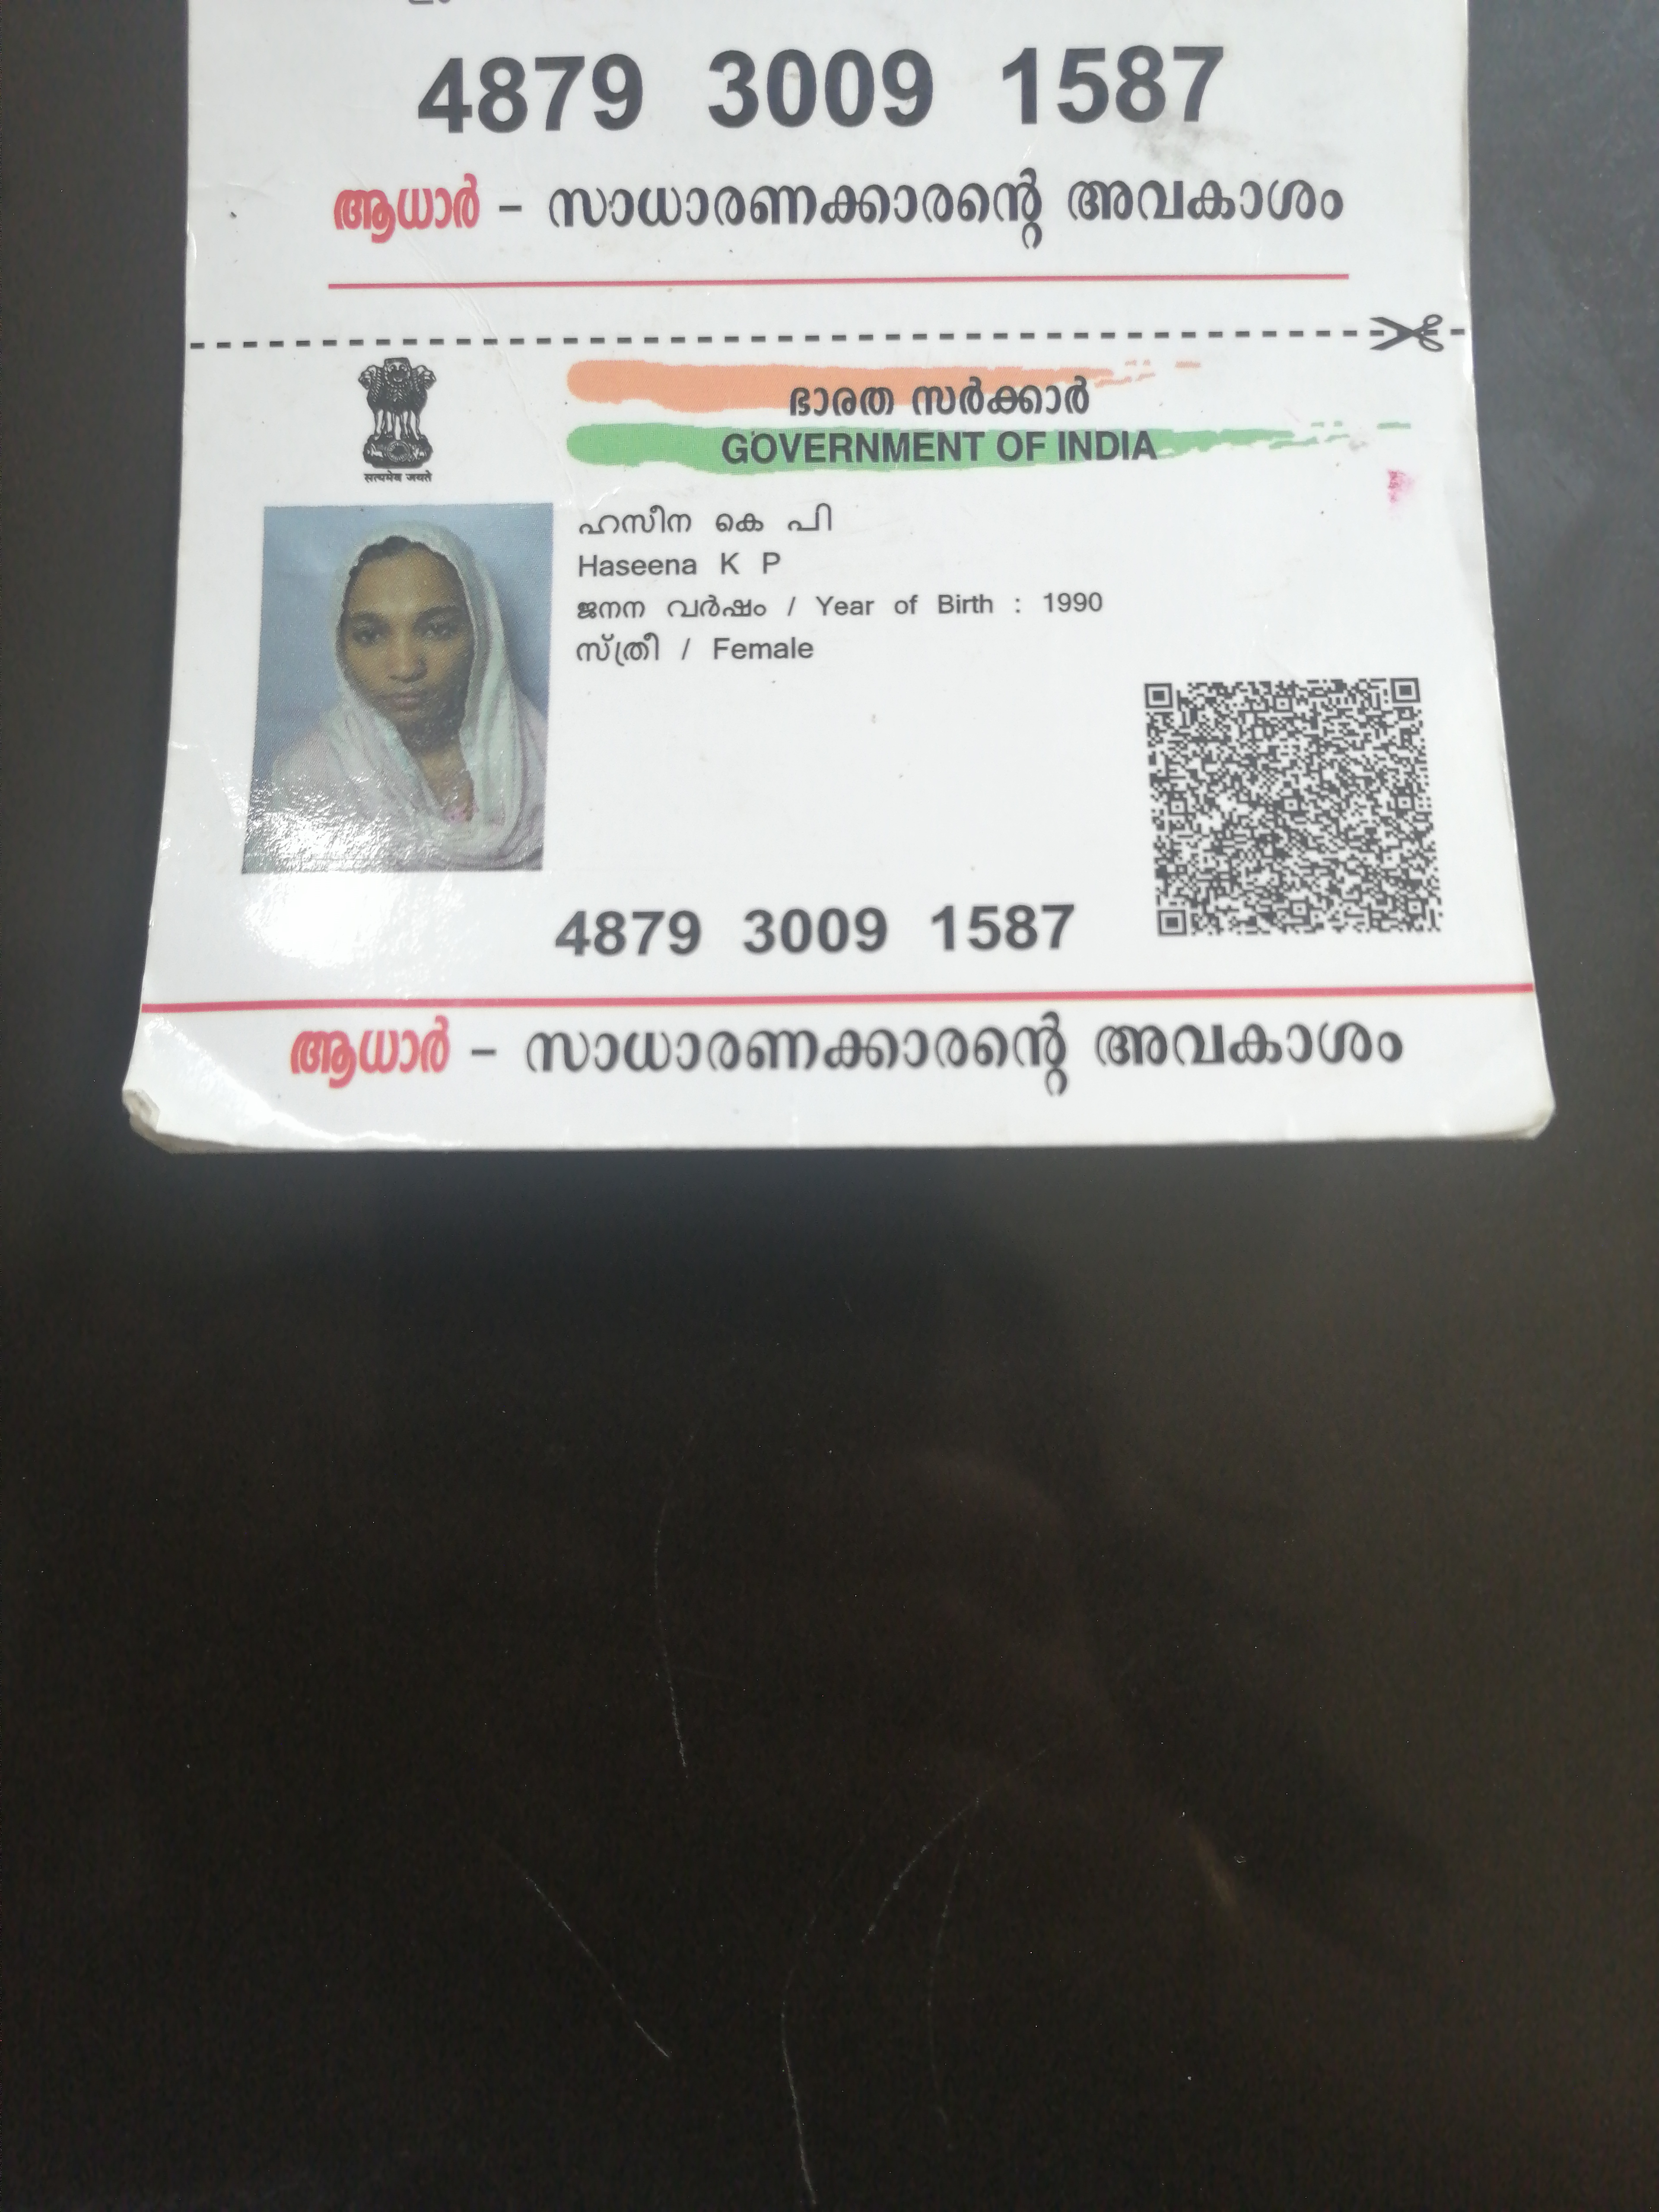 4879 3009 1587
ആധാർ - സാധാരണക്കാരന്റെ അവകാശം
ഭാരത സർക്കാർ
GOVERNMENT OF INDIA
सत्यमेव जयते
ഹസീന കെ പി
Haseena K P
ജനന വർഷം / Year of Birth : 1990
സ്ത്രീ / Female
4879 3009 1587
ആധാർ - സാധാരണക്കാരന്റെ അവകാശം